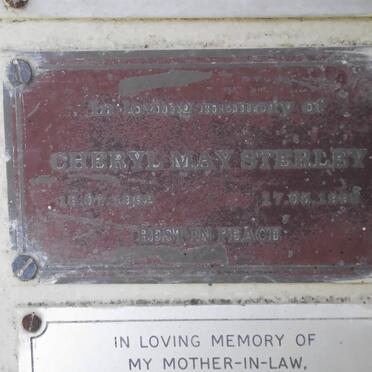 In loving memory of
CHERYL MAY STERLEY
REST IN PEACE
IN LOVING MEMORY OF
MY MOTHER-IN-LAW,